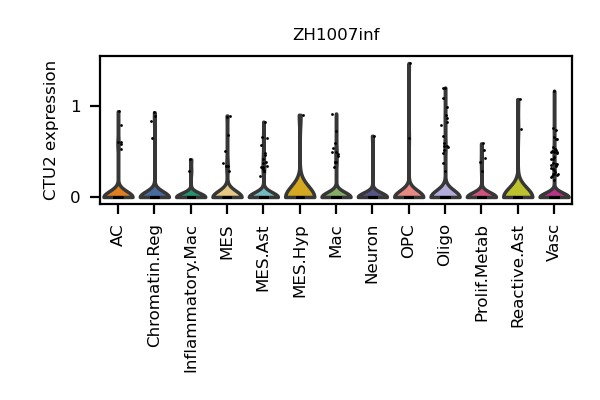 ZH1007inf
CTU2 expression
1
0
AC
Chromatin.Reg
Inflammatory.Mac
MES
MES.Ast
MES.Hyp
Mac
Neuron
OPC
Oligo
Prolif.Metab
Reactive.Ast
Vasc